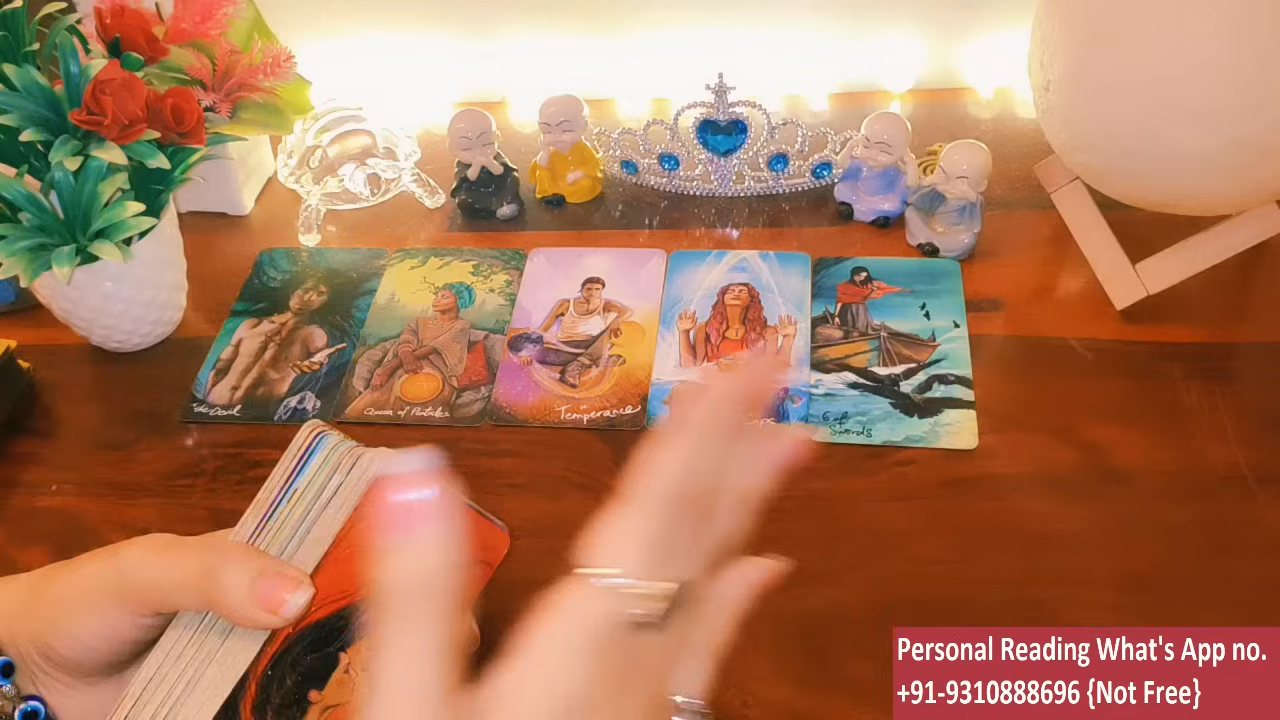 The Devil
Queen of Pentacles
Temperance
6 of
Swords
Personal Reading What's App no.
+91-9310888696 {Not Free}